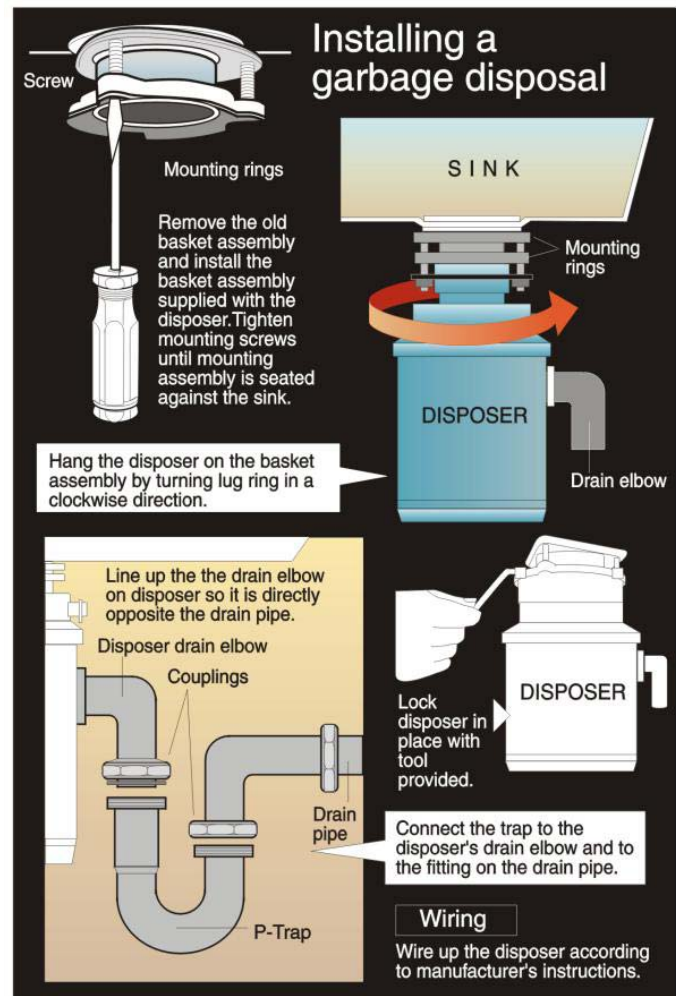 Installing a
garbage disposal
Screw
Mounting rings
Remove the old
basket assembly
and install the
basket assembly
supplied with the
disposer.Tighten
mounting screws
until mounting
assembly is seated
against the sink.
SINK
Mounting
rings
DISPOSER
Drain elbow
Hang the disposer on the basket
assembly by turning lug ring in a
clockwise direction.
Line up the the drain elbow
on disposer so it is directly
opposite the drain pipe.
Disposer drain elbow
Couplings
Drain
pipe
P-Trap
DISPOSER
Lock
disposer in
place with
tool
provided.
Connect the trap to the
disposer's drain elbow and to
the fitting on the drain pipe.
Wiring
Wire up the disposer according
to manufacturer's instructions.